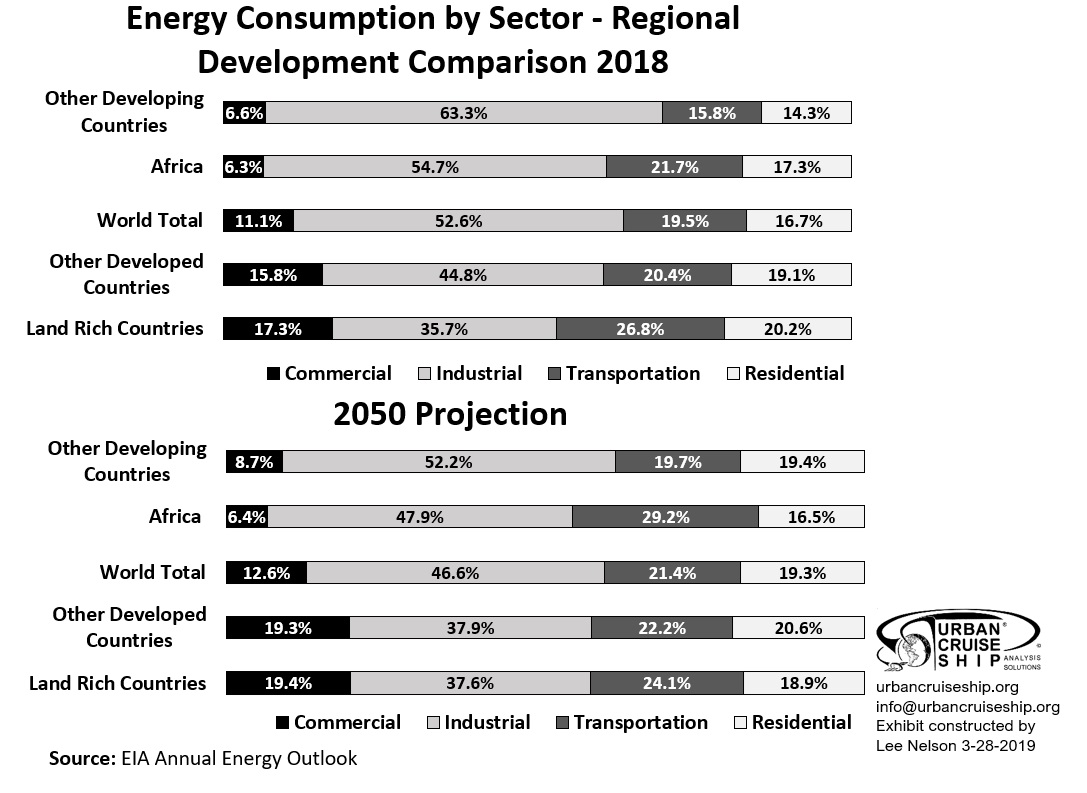 Energy Consumption by Sector - Regional
Development Comparison 2018
Other Developing
Countries
6.6% 63.3% 15.8% 14.3%
Africa 6.3% 54.7% 21.7% 17.3%
World Total 11.1% 52.6% 19.5% 16.7%
Other Developed
Countries
15.8% 44.8% 20.4% 19.1%
Land Rich Countries 17.3% 35.7% 26.8% 20.2%
Commercial Industrial Transportation Residential
2050 Projection
Other Developing
Countries
8.7% 52.2% 19.7% 19.4%
Africa 6.4% 47.9% 29.2% 16.5%
World Total 12.6% 46.6% 21.4% 19.3%
Other Developed
Countries
19.3% 37.9% 22.2% 20.6%
Land Rich Countries 19.4% 37.6% 24.1% 18.9%
Commercial Industrial Transportation Residential
Source: EIA Annual Energy Outlook
URBAN®
CRUISE ©
SHIP ANALYSIS
SOLUTIONS
urbancruiseship.org
info@urbancruiseship.org
Exhibit constructed by
Lee Nelson 3-28-2019